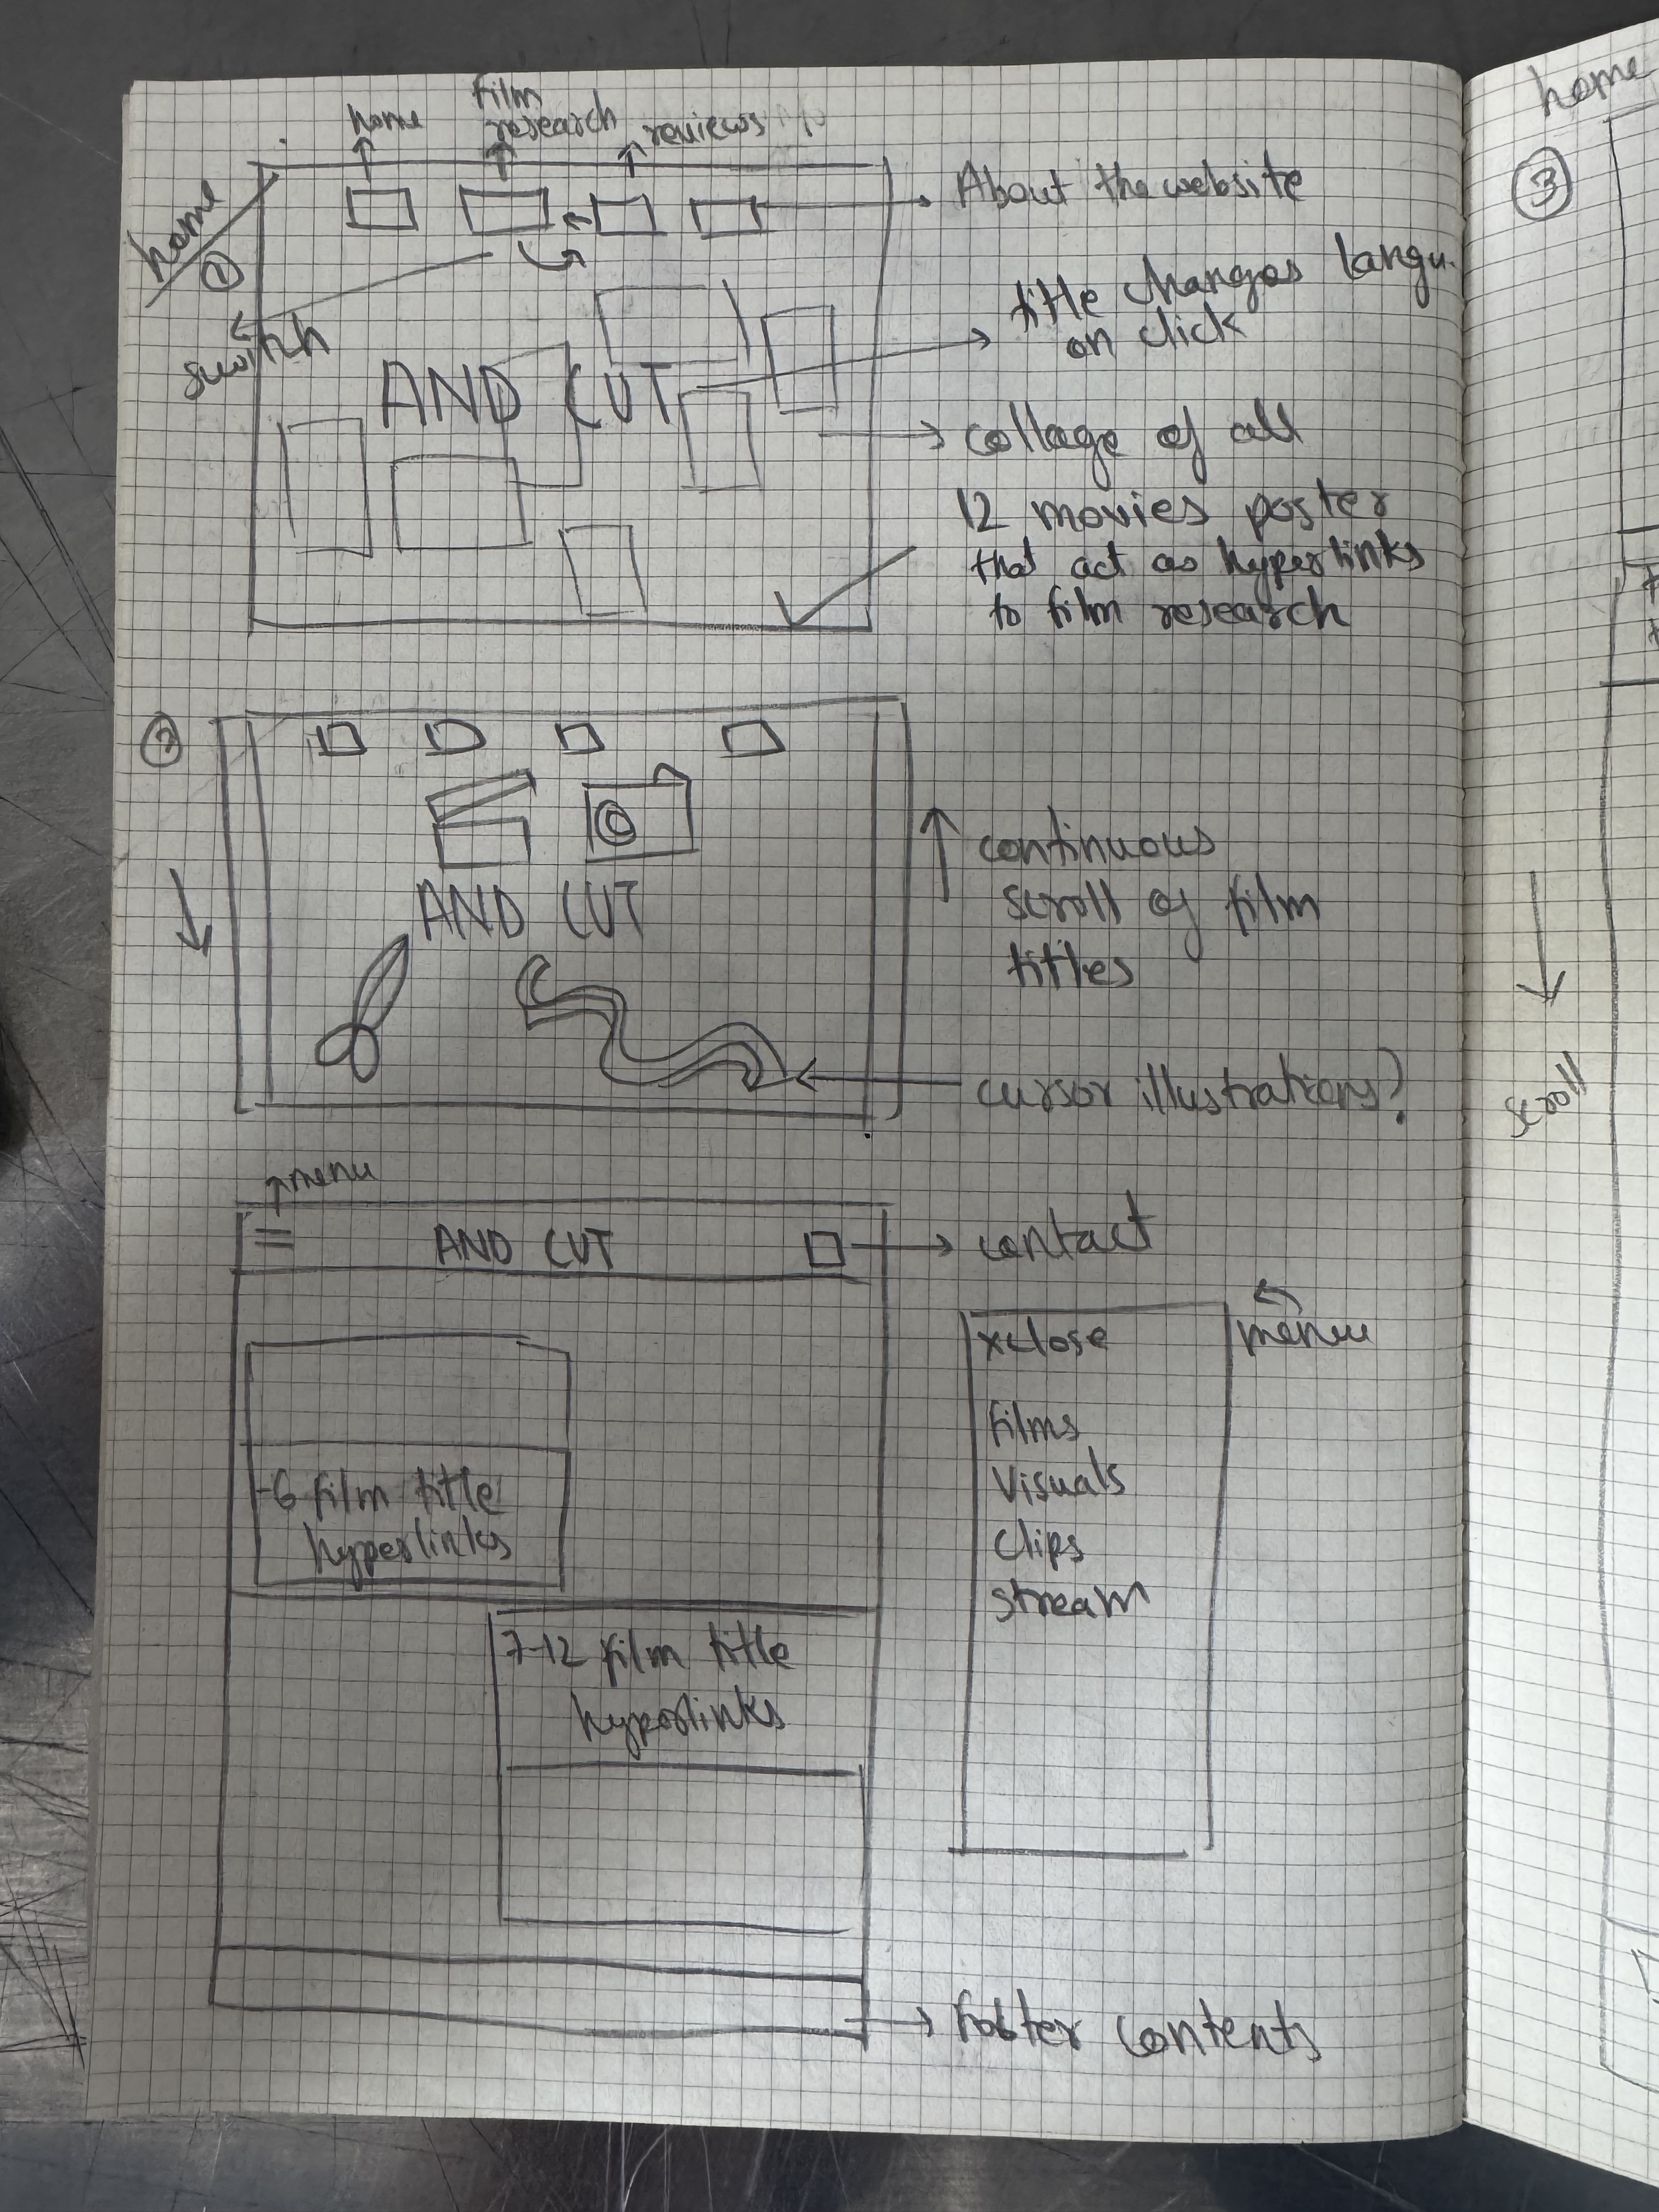 home
film
research
reviews
home
①
About the website
switch
title changes langu.
on click
AND CUT
collage of all
12 movies poster
that act as hyperlinks
to film research
②
AND CUT
continuous
scroll of film
titles
cursor illustrations?
menu
AND CUT
contact
xclose
menu
films
visuals
clips
stream
-6 film title
hyperlinks
7-12 film title
hyperlinks
footer contents
home
③
scroll